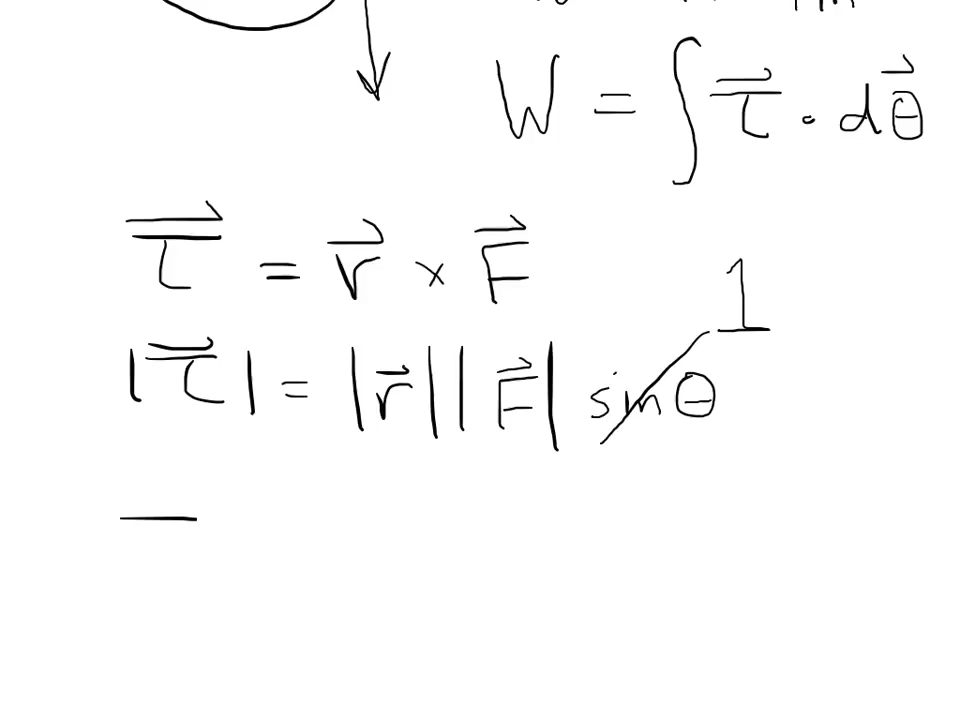 W = ∫ τ⃗ · dθ⃗
τ⃗ = r⃗ × F⃗
|τ⃗| = |r⃗| |F⃗| sinθ 1